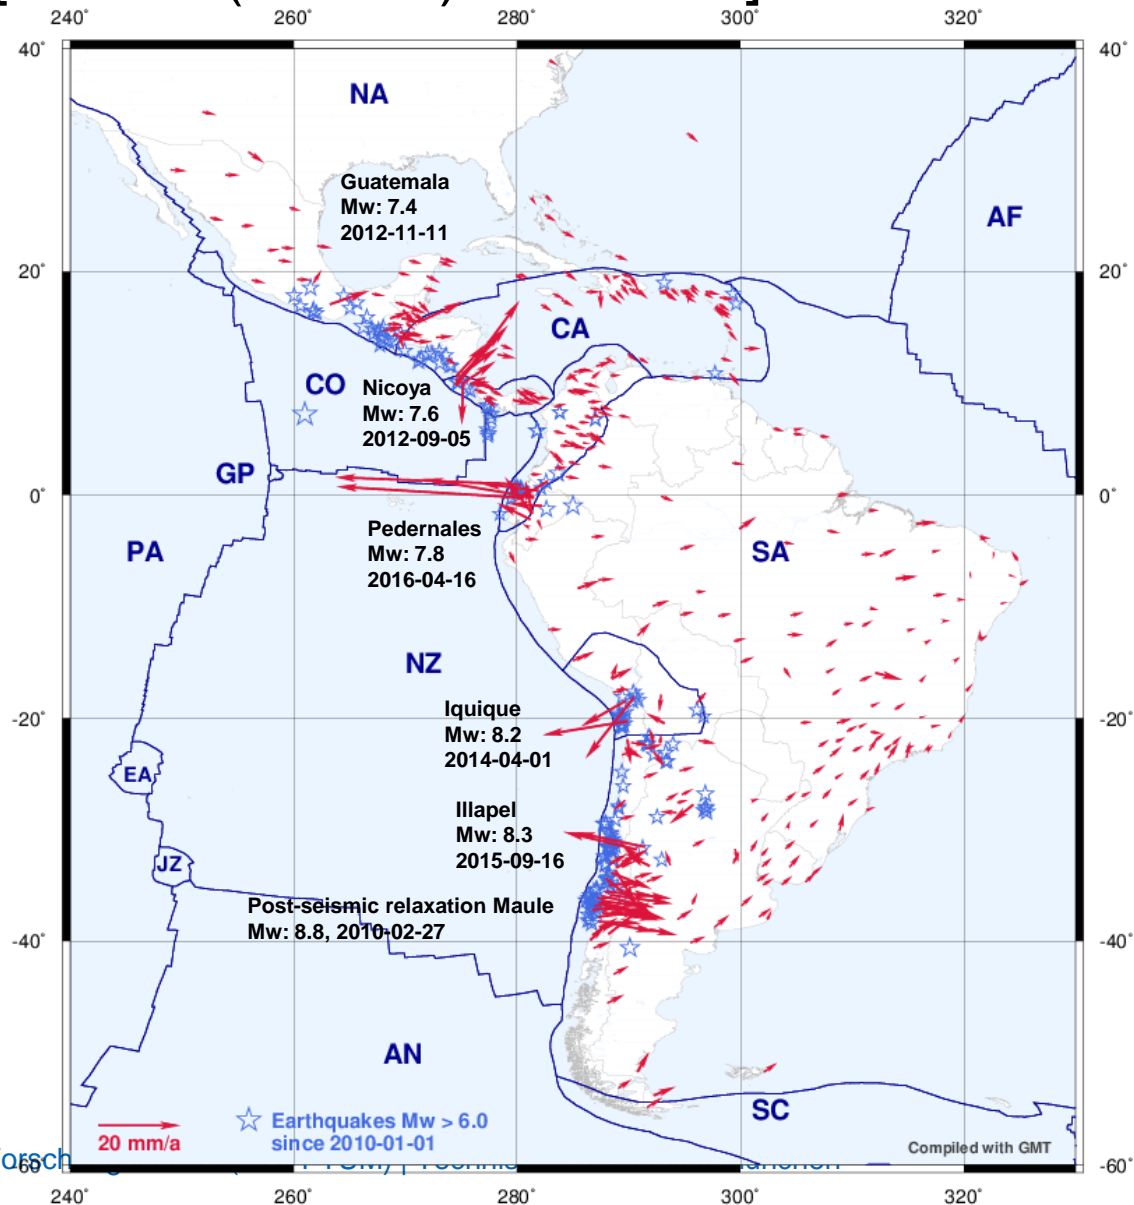 240° 260° 280° 300° 320°
40° 40°
NA
Guatemala
Mw: 7.4
2012-11-11
AF
20° 20°
CA
CO
Nicoya
Mw: 7.6
2012-09-05
GP
0° 0°
Pedernales
Mw: 7.8
2016-04-16
PA
SA
NZ
Iquique
Mw: 8.2
2014-04-01
-20° -20°
EA
Illapel
Mw: 8.3
2015-09-16
JZ
Post-seismic relaxation Maule
Mw: 8.8, 2010-02-27
-40° -40°
AN
SC
Earthquakes Mw > 6.0
since 2010-01-01
20 mm/a
Compiled with GMT
-60° -60°
240° 260° 280° 300° 320°